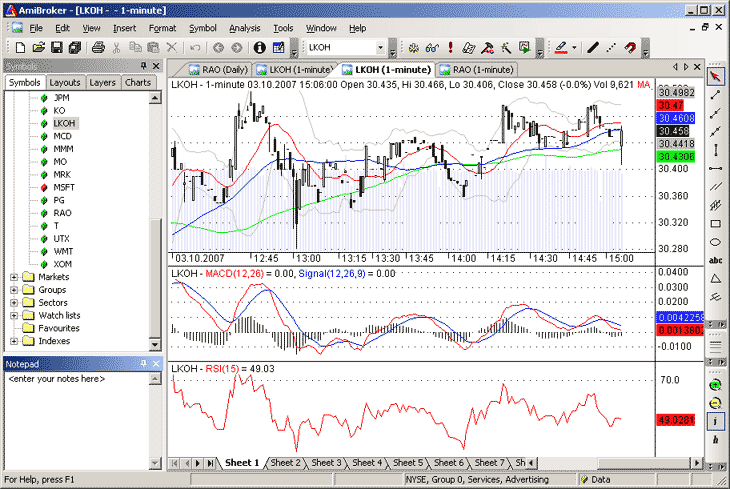 AmiBroker - [LKOH - - 1-minute]
File Edit View Insert Format Symbol Analysis Tools Window Help
LKOH
Symbols
Symbols Layouts Layers Charts
JPM
KO
LKOH
MCD
MMM
MO
MRK
MSFT
PG
RAO
T
UTX
WMT
XOM
Markets
Groups
Sectors
Watch lists
Favourites
Indexes
Notepad
<enter your notes here>
RAO (Daily) LKOH (1-minute) LKOH (1-minute) RAO (1-minute)
LKOH - 1-minute 03.10.2007 15:06:00 Open 30.435, Hi 30.466, Lo 30.406, Close 30.458 (-0.0%) Vol 9,621 MA
30.4982
30.47
30.4608
30.458
30.4418
30.4306
30.400
30.360
30.320
30.280
03.10.2007 12:45 13:00 13:15 13:30 13:45 14:00 14:15 14:30 14:45 15:00
LKOH - MACD(12,26) = 0.00, Signal(12,26,9) = 0.00
0.0400
0.0300
0.0200
0.004225
0.001380
-0.0100
LKOH - RSI(15) = 49.03
70.0
49.0281
abc
Sheet 1 Sheet 2 Sheet 3 Sheet 4 Sheet 5 Sheet 6 Sheet 7 Sh
For Help, press F1
NYSE, Group 0, Services, Advertising
Data